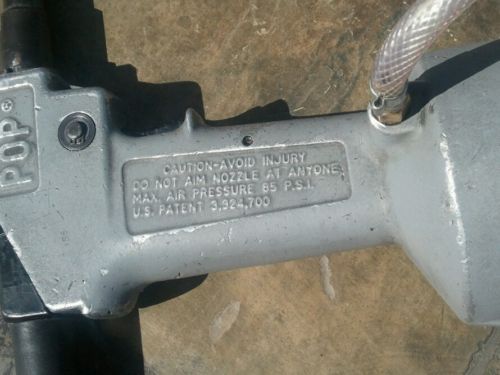 POP®
CAUTION-AVOID INJURY
DO NOT AIM NOZZLE AT ANYONE
MAX. AIR PRESSURE 85 P.S.I.
U.S. PATENT 3,324,700